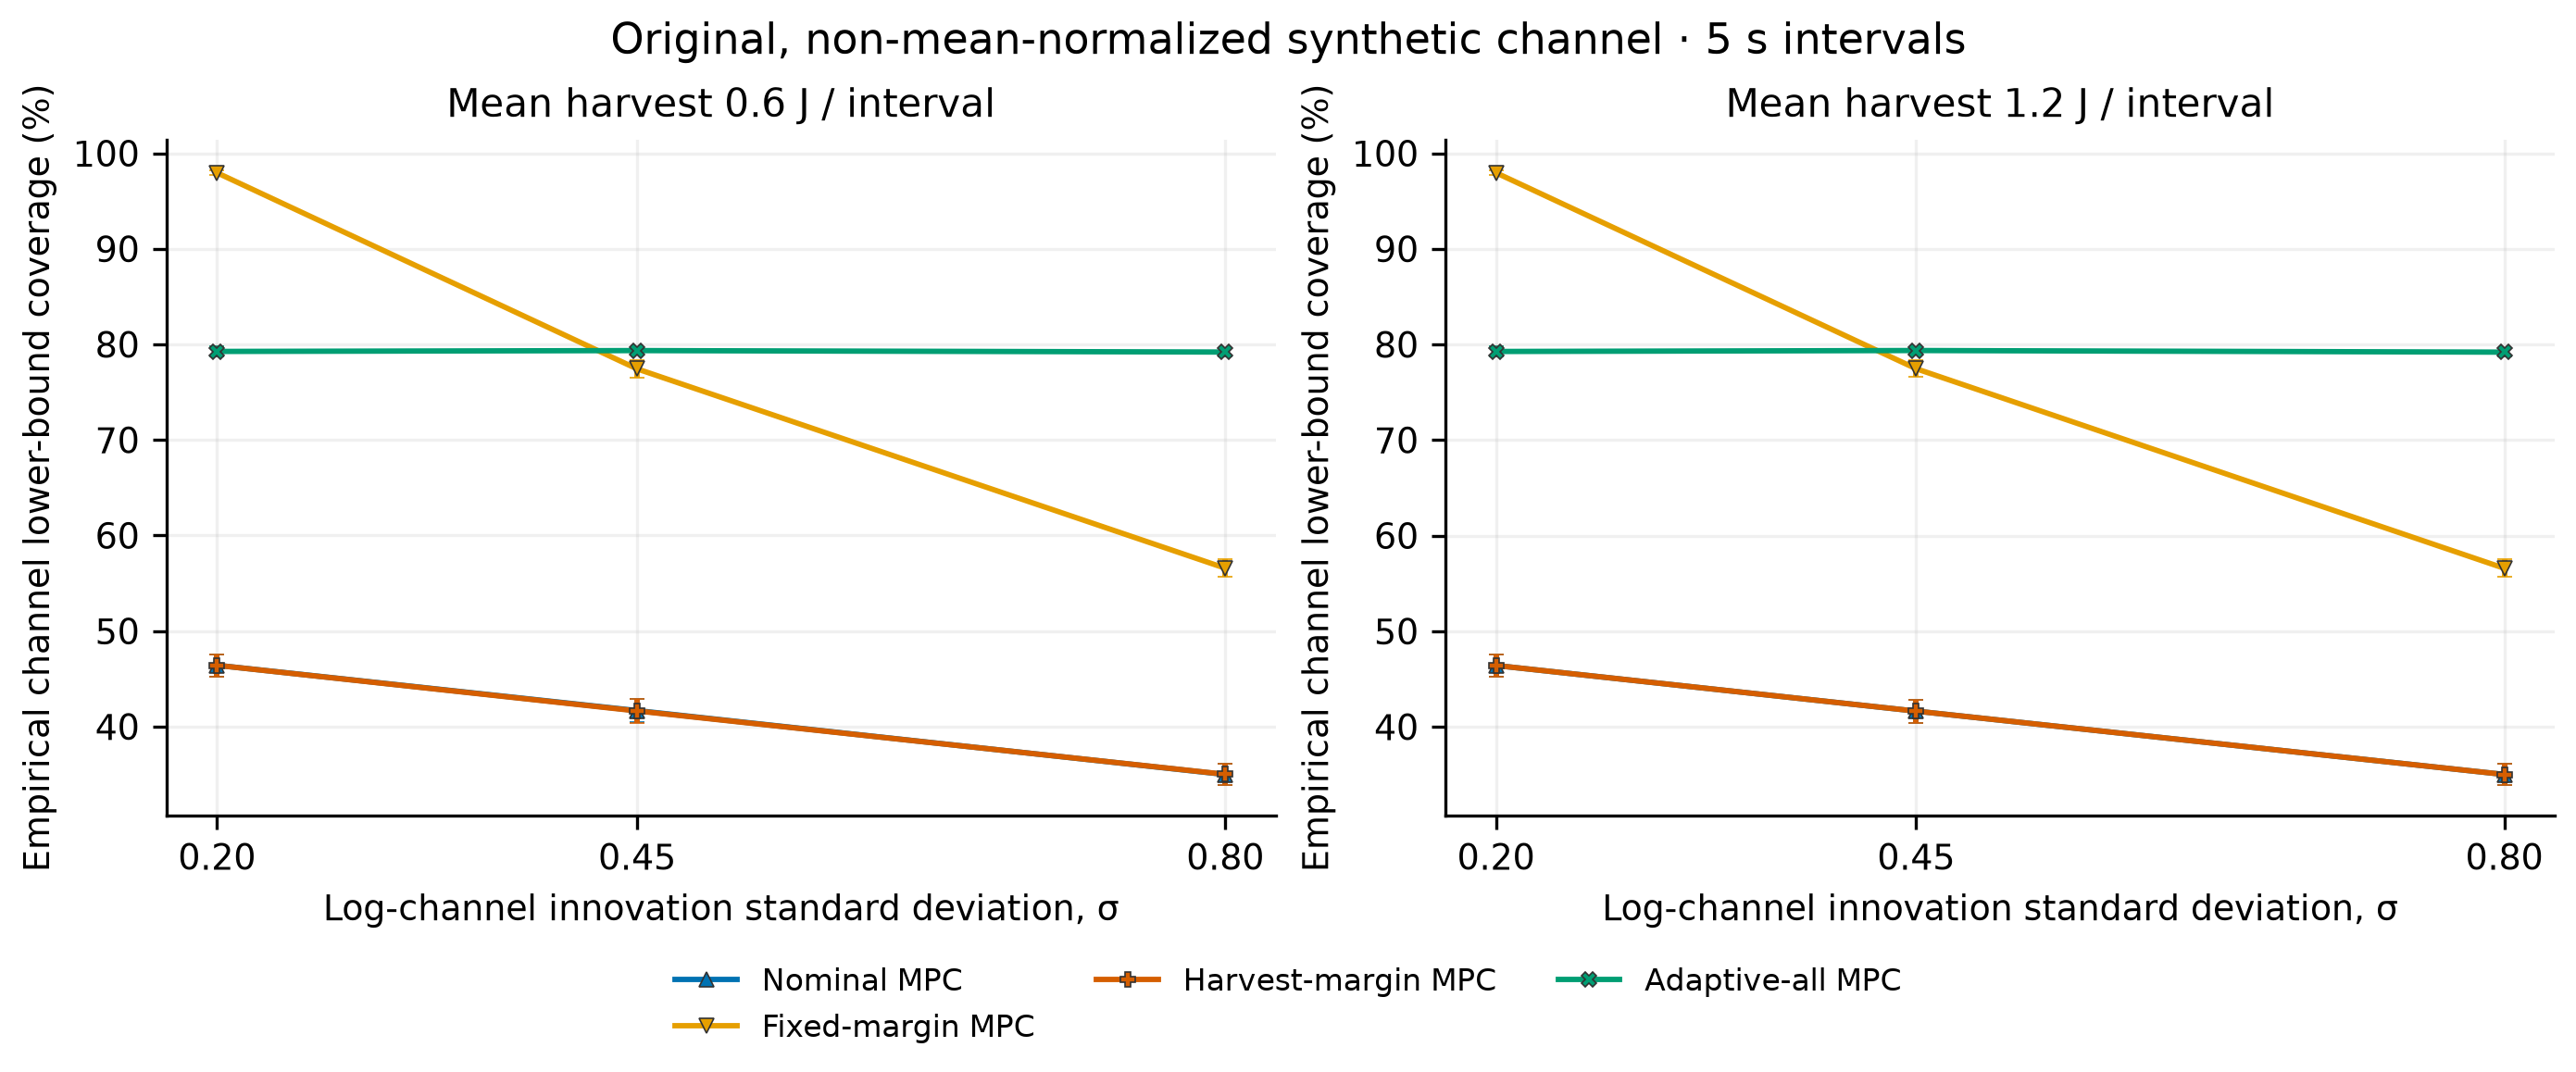 Original, non-mean-normalized synthetic channel · 5 s intervals
Mean harvest 0.6 J / interval
Empirical channel lower-bound coverage (%)
100
90
80
70
60
50
40
0.20
0.45
0.80
Log-channel innovation standard deviation, σ
Mean harvest 1.2 J / interval
Empirical channel lower-bound coverage (%)
100
90
80
70
60
50
40
0.20
0.45
0.80
Log-channel innovation standard deviation, σ
Nominal MPC
Fixed-margin MPC
Harvest-margin MPC
Adaptive-all MPC